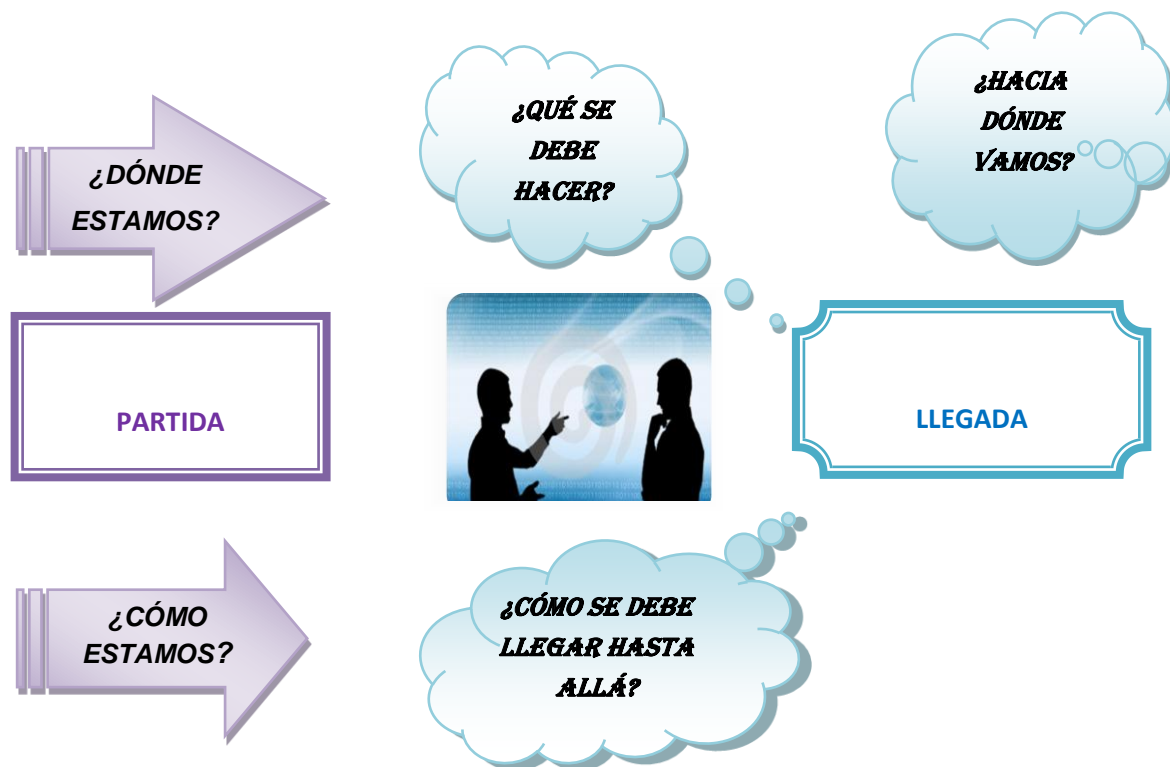 ¿DÓNDE
ESTAMOS?
¿QUÉ SE
DEBE
HACER?
¿HACIA
DÓNDE
VAMOS?
PARTIDA
LLEGADA
¿CÓMO
ESTAMOS?
¿CÓMO SE DEBE
LLEGAR HASTA
ALLÁ?